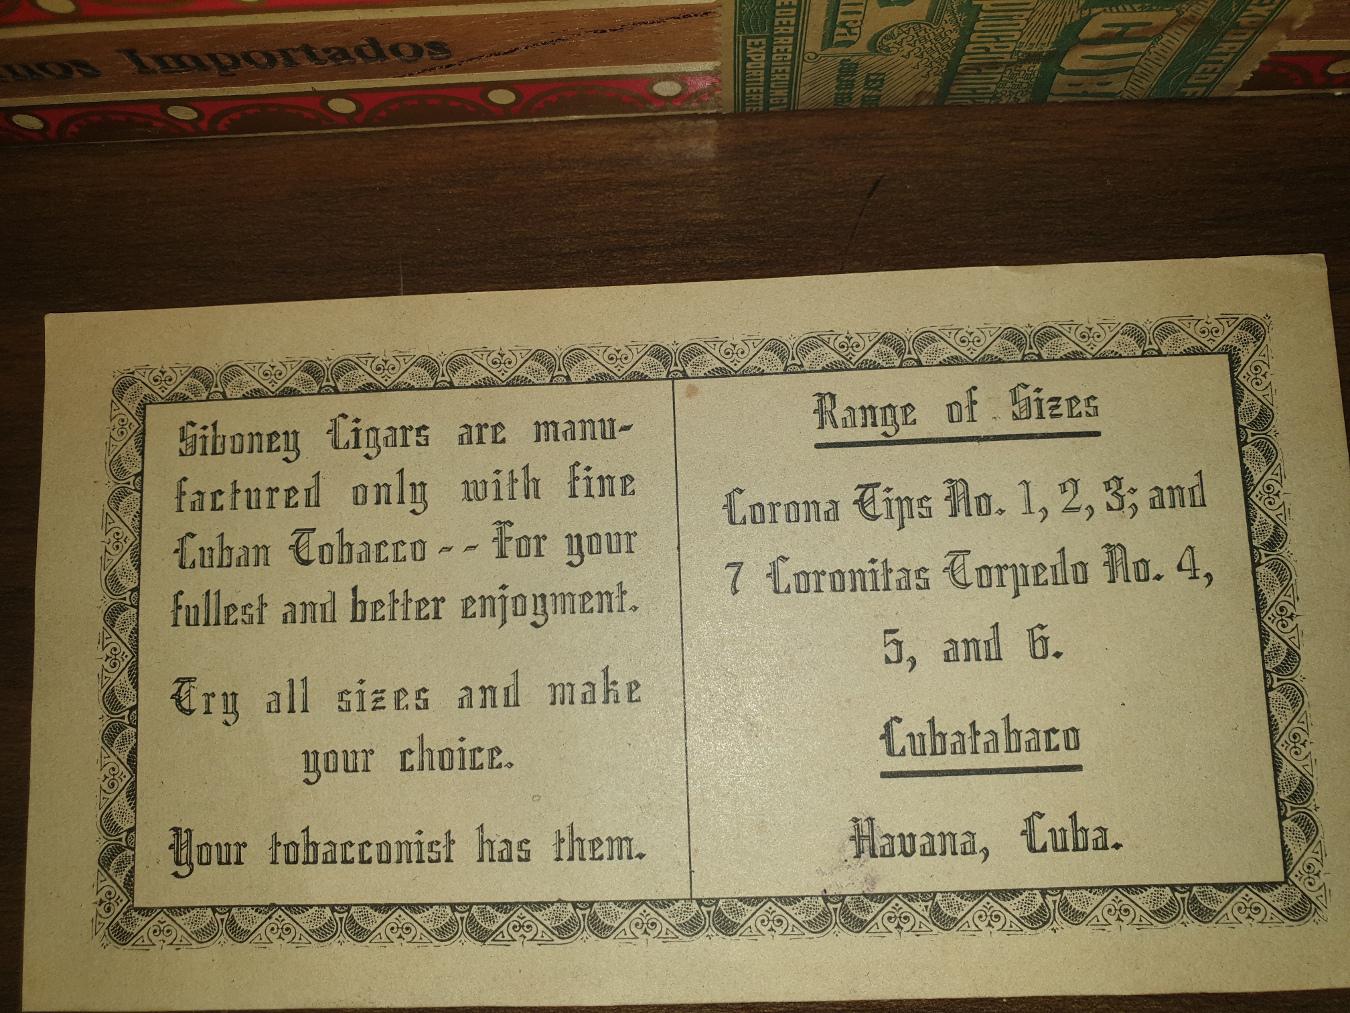 nos Importados
Siboney Cigars are manu-
factured only with fine
Cuban Tobacco -- For your
fullest and better enjoyment.
Try all sizes and make
your choice.
Your tobacconist has them.
Range of Sizes
Corona Tips No. 1, 2, 3; and
7 Coronitas Torpedo No. 4,
5, and 6.
Cubatabaco
Havana, Cuba.